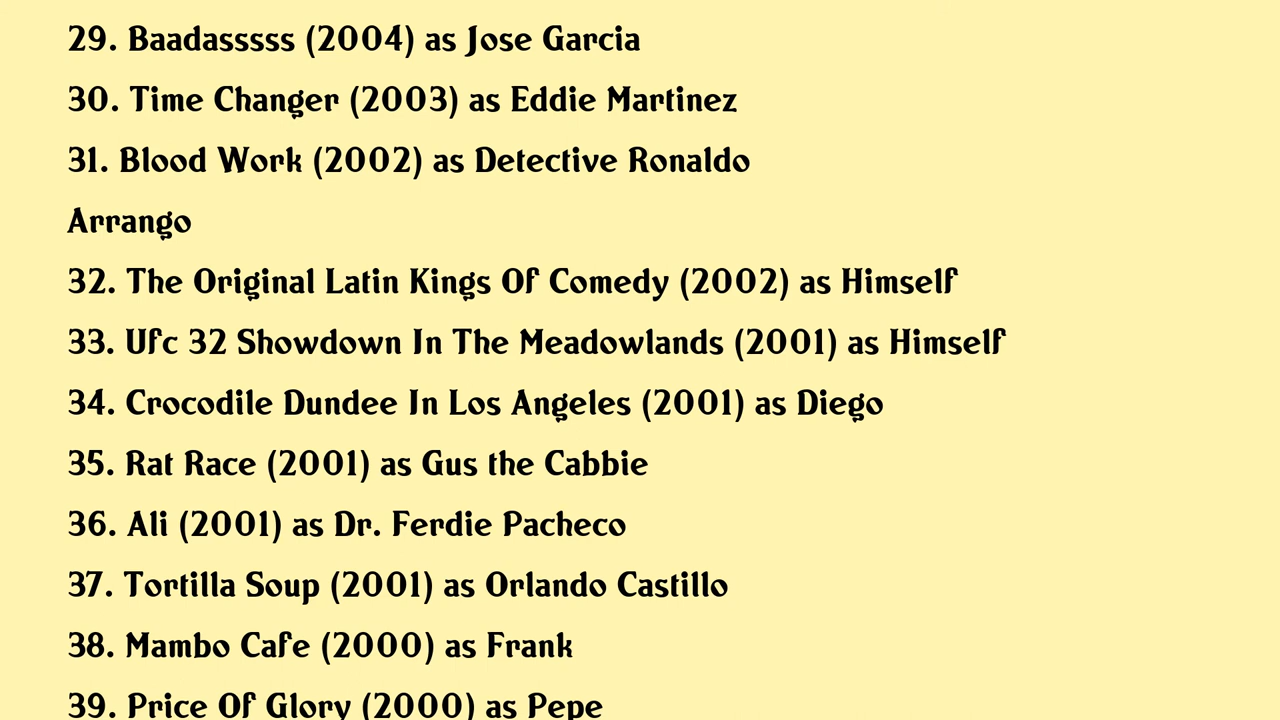 29. Baadasssss (2004) as Jose Garcia
30. Time Changer (2003) as Eddie Martinez
31. Blood Work (2002) as Detective Ronaldo
Arrango
32. The Original Latin Kings Of Comedy (2002) as Himself
33. Ufc 32 Showdown In The Meadowlands (2001) as Himself
34. Crocodile Dundee In Los Angeles (2001) as Diego
35. Rat Race (2001) as Gus the Cabbie
36. Ali (2001) as Dr. Ferdie Pacheco
37. Tortilla Soup (2001) as Orlando Castillo
38. Mambo Cafe (2000) as Frank
39. Price Of Glory (2000) as Pepe